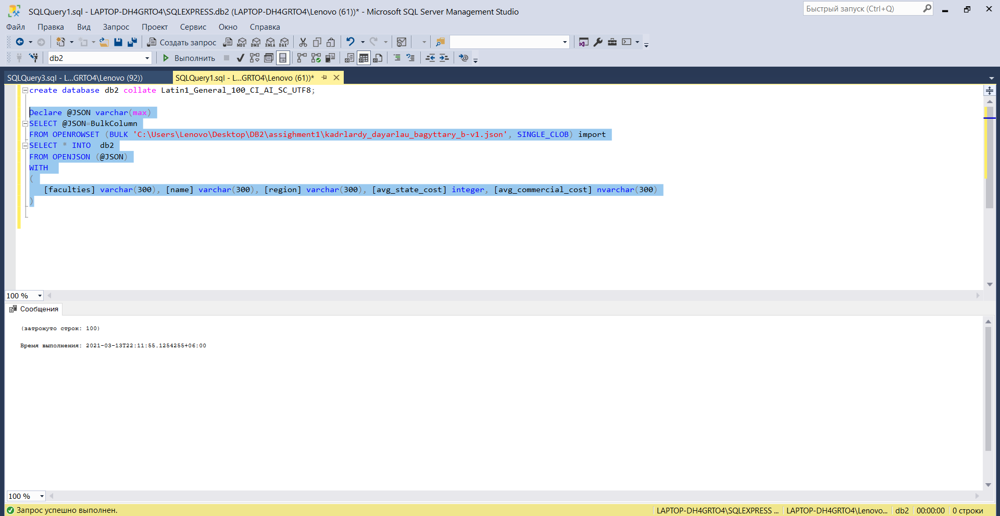 SQLQuery1.sql - LAPTOP-DH4GRTO4\SQLEXPRESS.db2 (LAPTOP-DH4GRTO4\Lenovo (61))* - Microsoft SQL Server Management Studio
Быстрый запуск (Ctrl+Q)
Файл Правка Вид Запрос Проект Сервис Окно Справка
Создать запрос MDX DMX XMLA DAX
db2 Выполнить
SQLQuery3.sql - L...GRTO4\Lenovo (92)) SQLQuery1.sql - L...GRTO4\Lenovo (61))*
create database db2 collate Latin1_General_100_CI_AI_SC_UTF8;
Declare @JSON varchar(max)
SELECT @JSON=BulkColumn
FROM OPENROWSET (BULK 'C:\Users\Lenovo\Desktop\DB2\assighment1\kadrlardy_dayarlau_bagyttary_b-v1.json', SINGLE_CLOB) import
SELECT * INTO  db2
FROM OPENJSON (@JSON)
WITH
(
[faculties] varchar(300), [name] varchar(300), [region] varchar(300), [avg_state_cost] integer, [avg_commercial_cost] nvarchar(300)
)
100 %
Сообщения
(затронуто строк: 100)
Время выполнения: 2021-03-13T22:11:55.1254255+06:00
100 %
Запрос успешно выполнен. LAPTOP-DH4GRTO4\SQLEXPRESS ... LAPTOP-DH4GRTO4\Lenovo... db2 00:00:00 0 строки